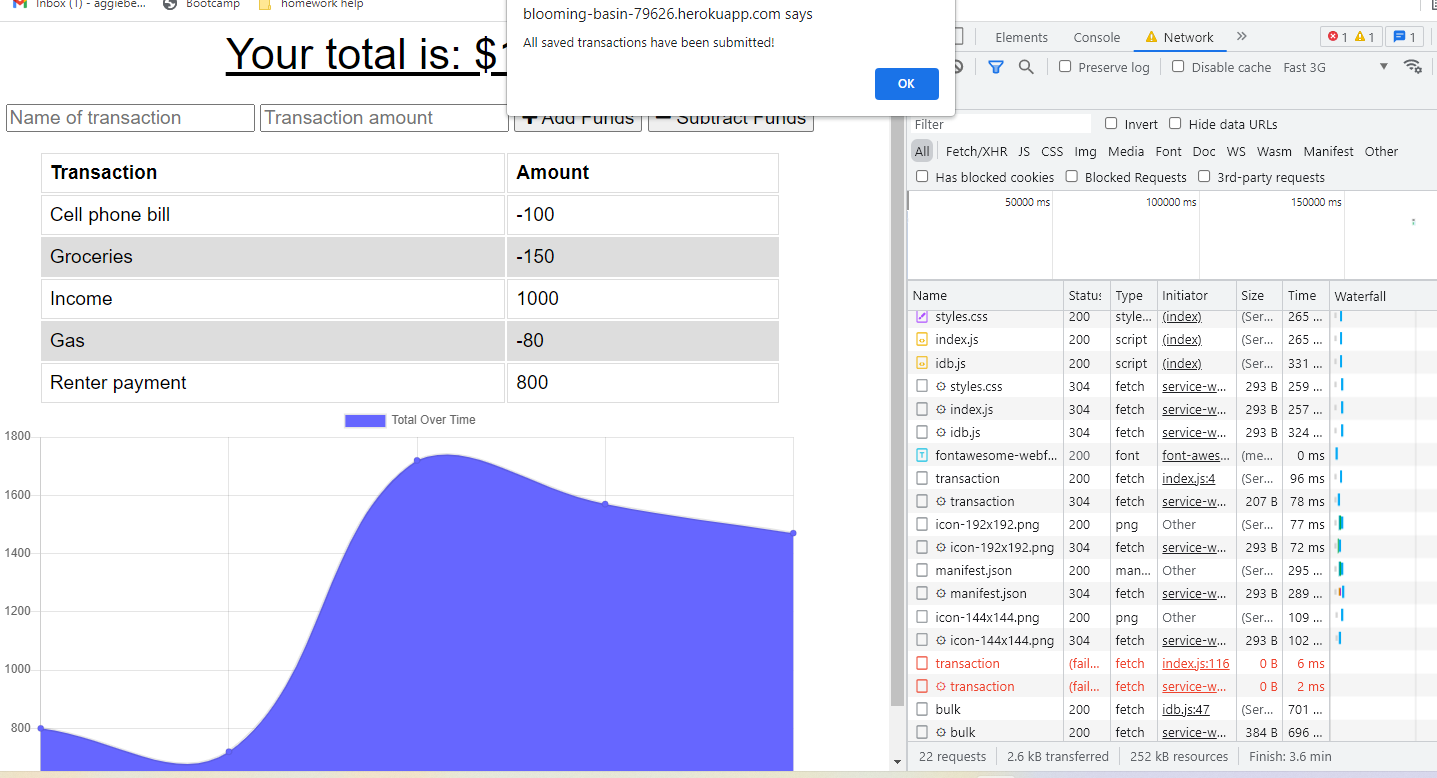 Inbox (1) - aggiebe...
Bootcamp
homework help
blooming-basin-79626.herokuapp.com says
All saved transactions have been submitted!
OK
Your total is: $
Name of transaction
Transaction amount
Add Funds
Subtract Funds
Transaction Amount
Cell phone bill -100
Groceries -150
Income 1000
Gas -80
Renter payment 800
Total Over Time
1800
1600
1400
1200
1000
800
Elements Console Network » 1 1 1
Preserve log Disable cache Fast 3G
Filter Invert Hide data URLs
All Fetch/XHR JS CSS Img Media Font Doc WS Wasm Manifest Other
Has blocked cookies Blocked Requests 3rd-party requests
50000 ms 100000 ms 150000 ms
Name Status Type Initiator Size Time Waterfall
styles.css 200 style... (index) (Ser... 265 ...
index.js 200 script (index) (Ser... 265 ...
idb.js 200 script (index) (Ser... 331 ...
styles.css 304 fetch service-w... 293 B 259 ...
index.js 304 fetch service-w... 293 B 257 ...
idb.js 304 fetch service-w... 293 B 324 ...
fontawesome-webf... 200 font font-awes... (me... 0 ms
transaction 200 fetch index.js:4 (Ser... 96 ms
transaction 304 fetch service-w... 207 B 78 ms
icon-192x192.png 200 png Other (Ser... 77 ms
icon-192x192.png 304 fetch service-w... 293 B 72 ms
manifest.json 200 man... Other (Ser... 295 ...
manifest.json 304 fetch service-w... 293 B 289 ...
icon-144x144.png 200 png Other (Ser... 109 ...
icon-144x144.png 304 fetch service-w... 293 B 102 ...
transaction (fail... fetch index.js:116 0 B 6 ms
transaction (fail... fetch service-w... 0 B 2 ms
bulk 200 fetch idb.js:47 (Ser... 701 ...
bulk 200 fetch service-w... 384 B 696 ...
22 requests 2.6 kB transferred 252 kB resources Finish: 3.6 min